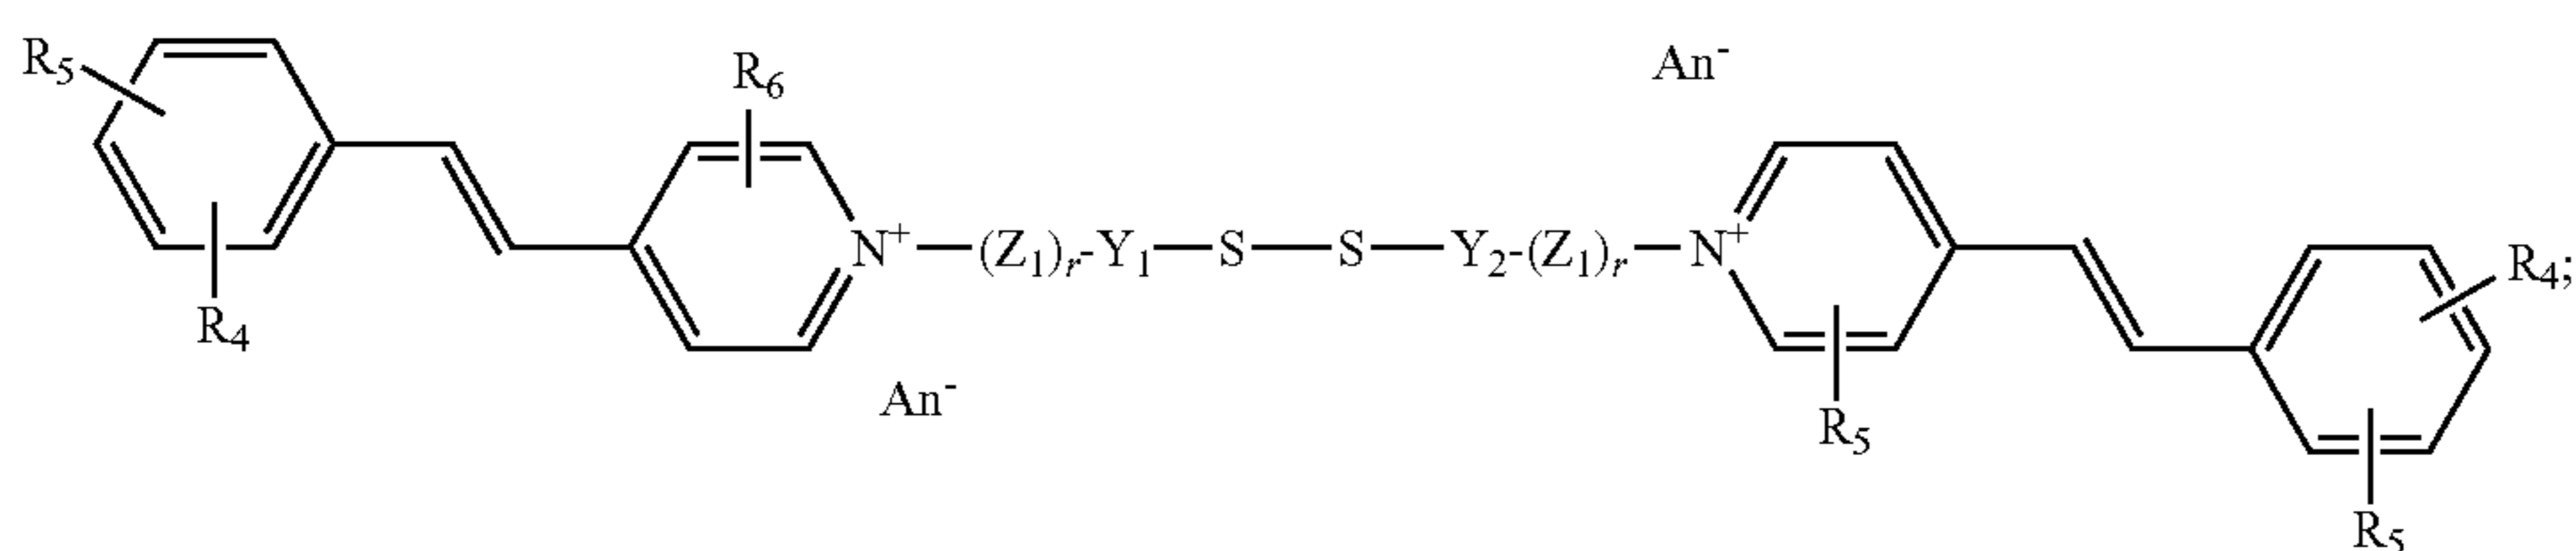 R5
R6
An-
N+—(Z1)r-Y1—S—S—Y2-(Z1)r—N+
R4;
R4
An-
R5
R5